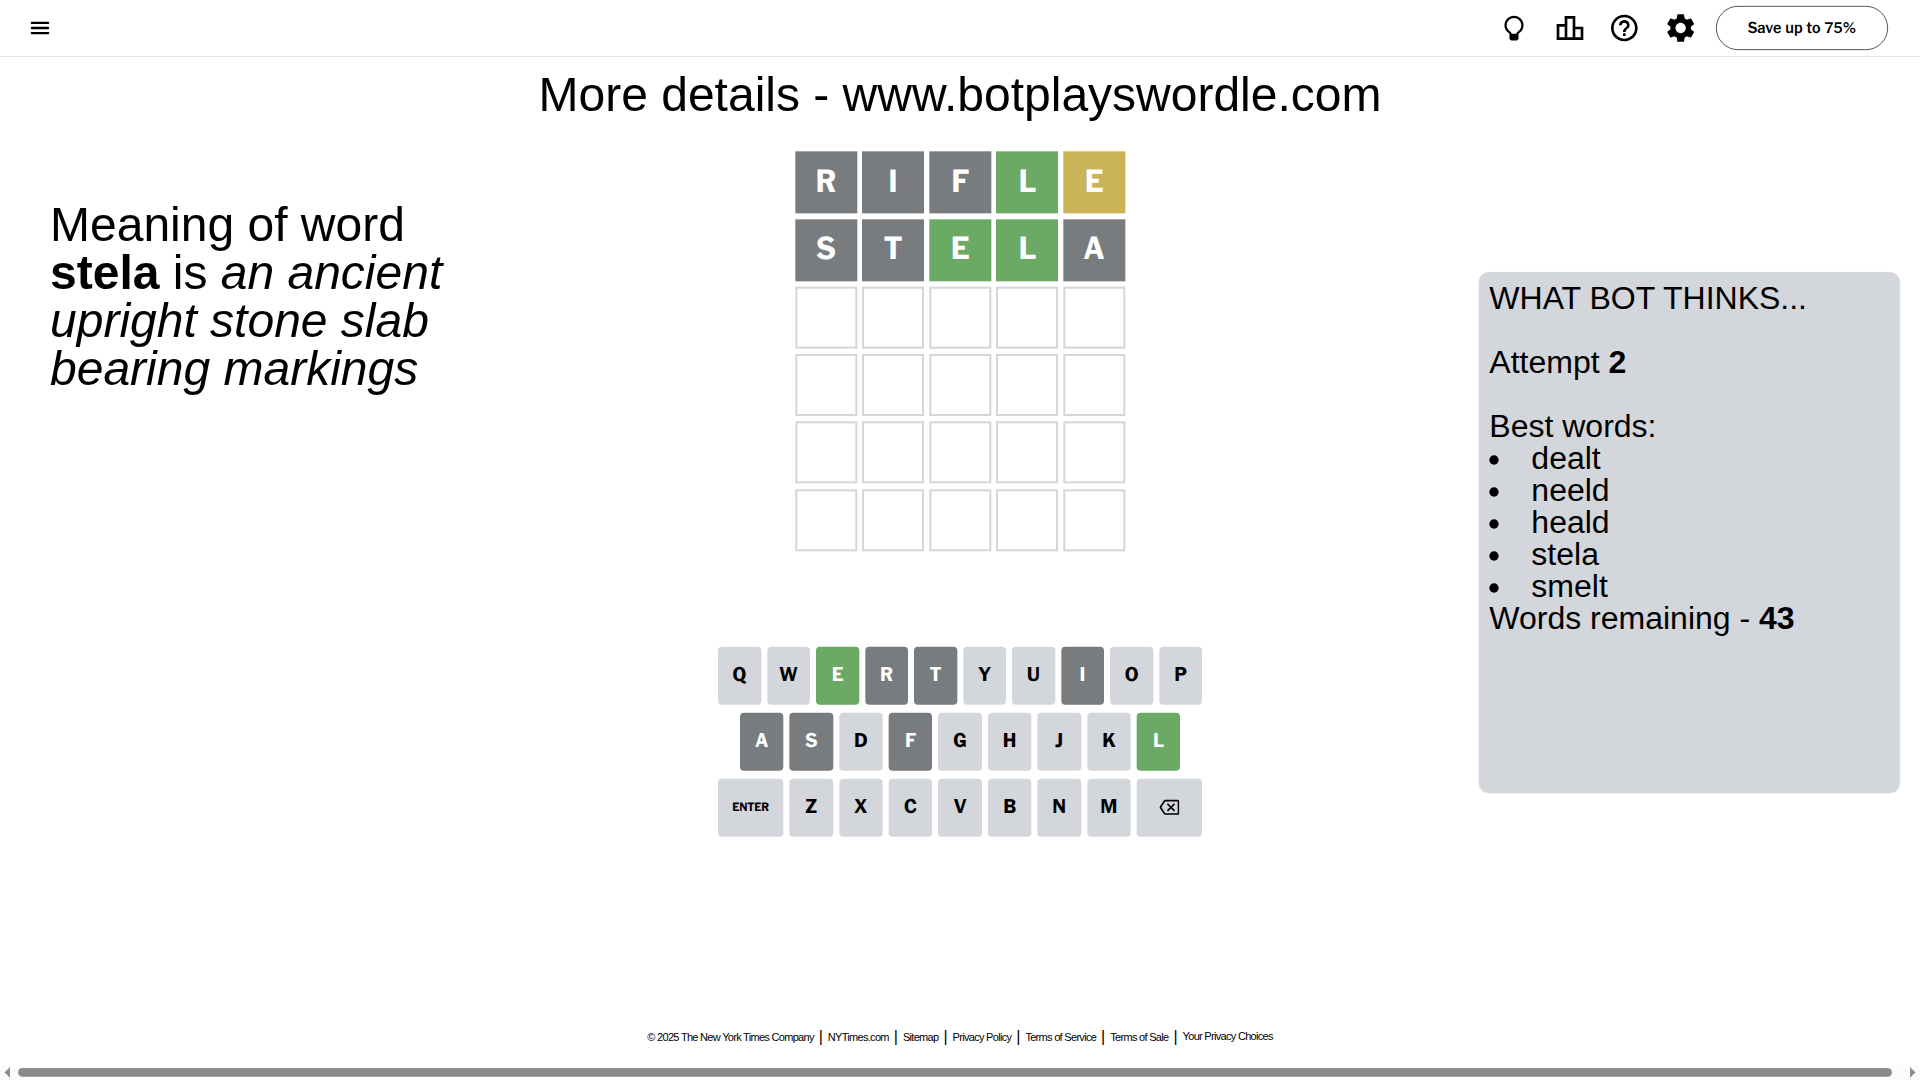 Save up to 75%
More details - www.botplayswordle.com
Meaning of word
stela is an ancient
upright stone slab
bearing markings
R I F L E
S T E L A
WHAT BOT THINKS...
Attempt 2
Best words:
• dealt
• neeld
• heald
• stela
• smelt
Words remaining - 43
Q W E R T Y U I O P
A S D F G H J K L
ENTER Z X C V B N M
© 2025 The New York Times Company | NYTimes.com | Sitemap | Privacy Policy | Terms of Service | Terms of Sale | Your Privacy Choices